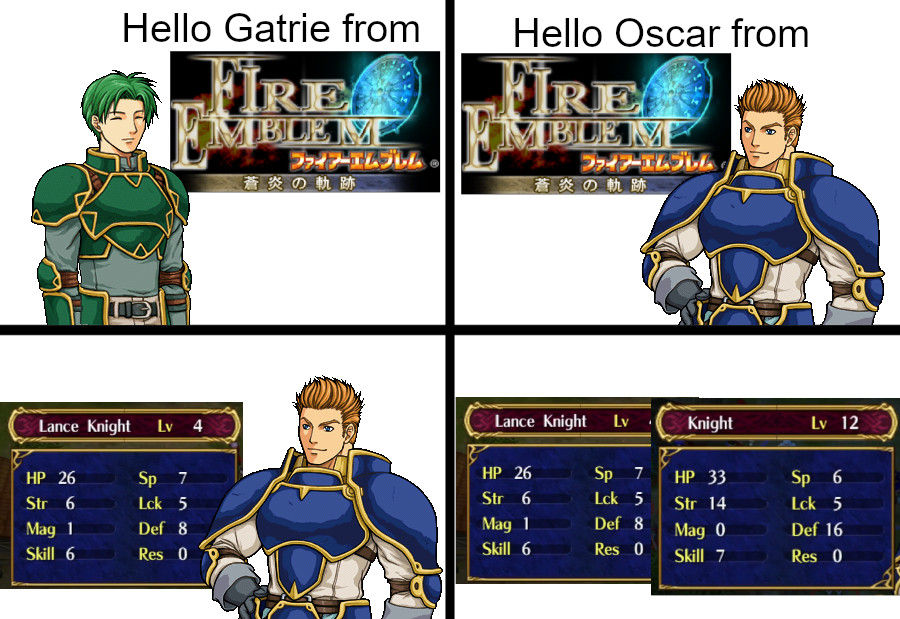 Hello Gatrie from
FIRE
EMBLEM
ファイアーエムブレム
蒼炎の軌跡
Hello Oscar from
FIRE
EMBLEM
ファイアーエムブレム
蒼炎の軌跡
Lance Knight Lv 4
HP 26 Sp 7
Str 6 Lck 5
Mag 1 Def 8
Skill 6 Res 0
Lance Knight Lv
HP 26 Sp 7
Str 6 Lck 5
Mag 1 Def 8
Skill 6 Res 0
Knight Lv 12
HP 33 Sp 6
Str 14 Lck 5
Mag 0 Def 16
Skill 7 Res 0